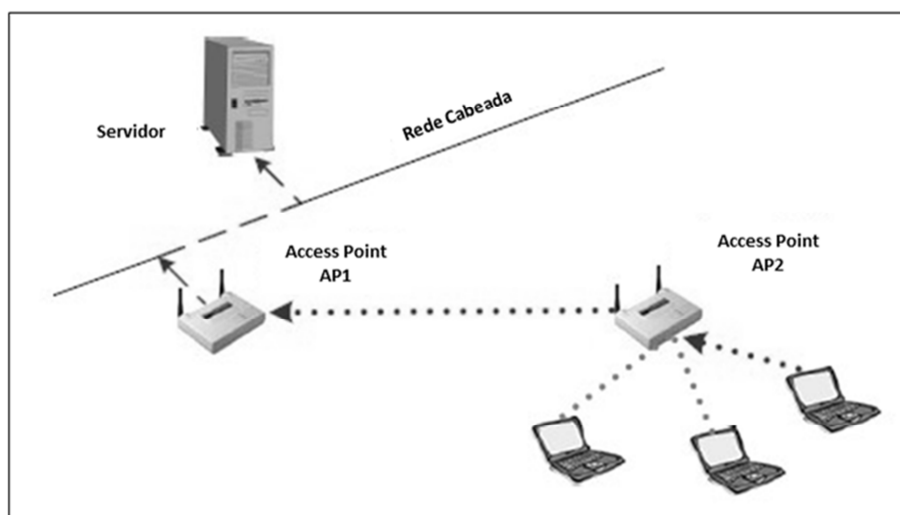 Servidor
Rede Cabeada
Access Point
AP1
Access Point
AP2